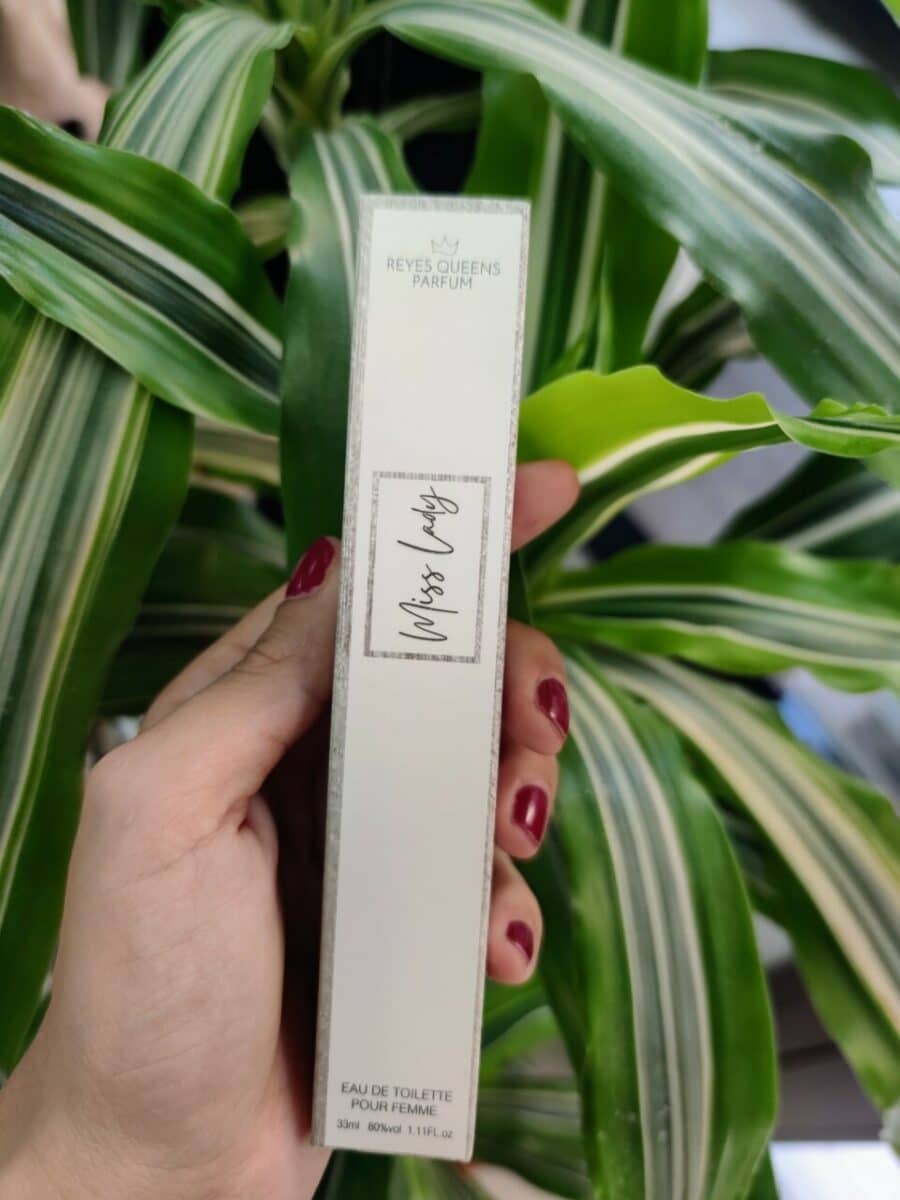 REYES QUEENS
PARFUM
Miss Lady
EAU DE TOILETTE
POUR FEMME
33ml 80%vol 1.11FL.oz